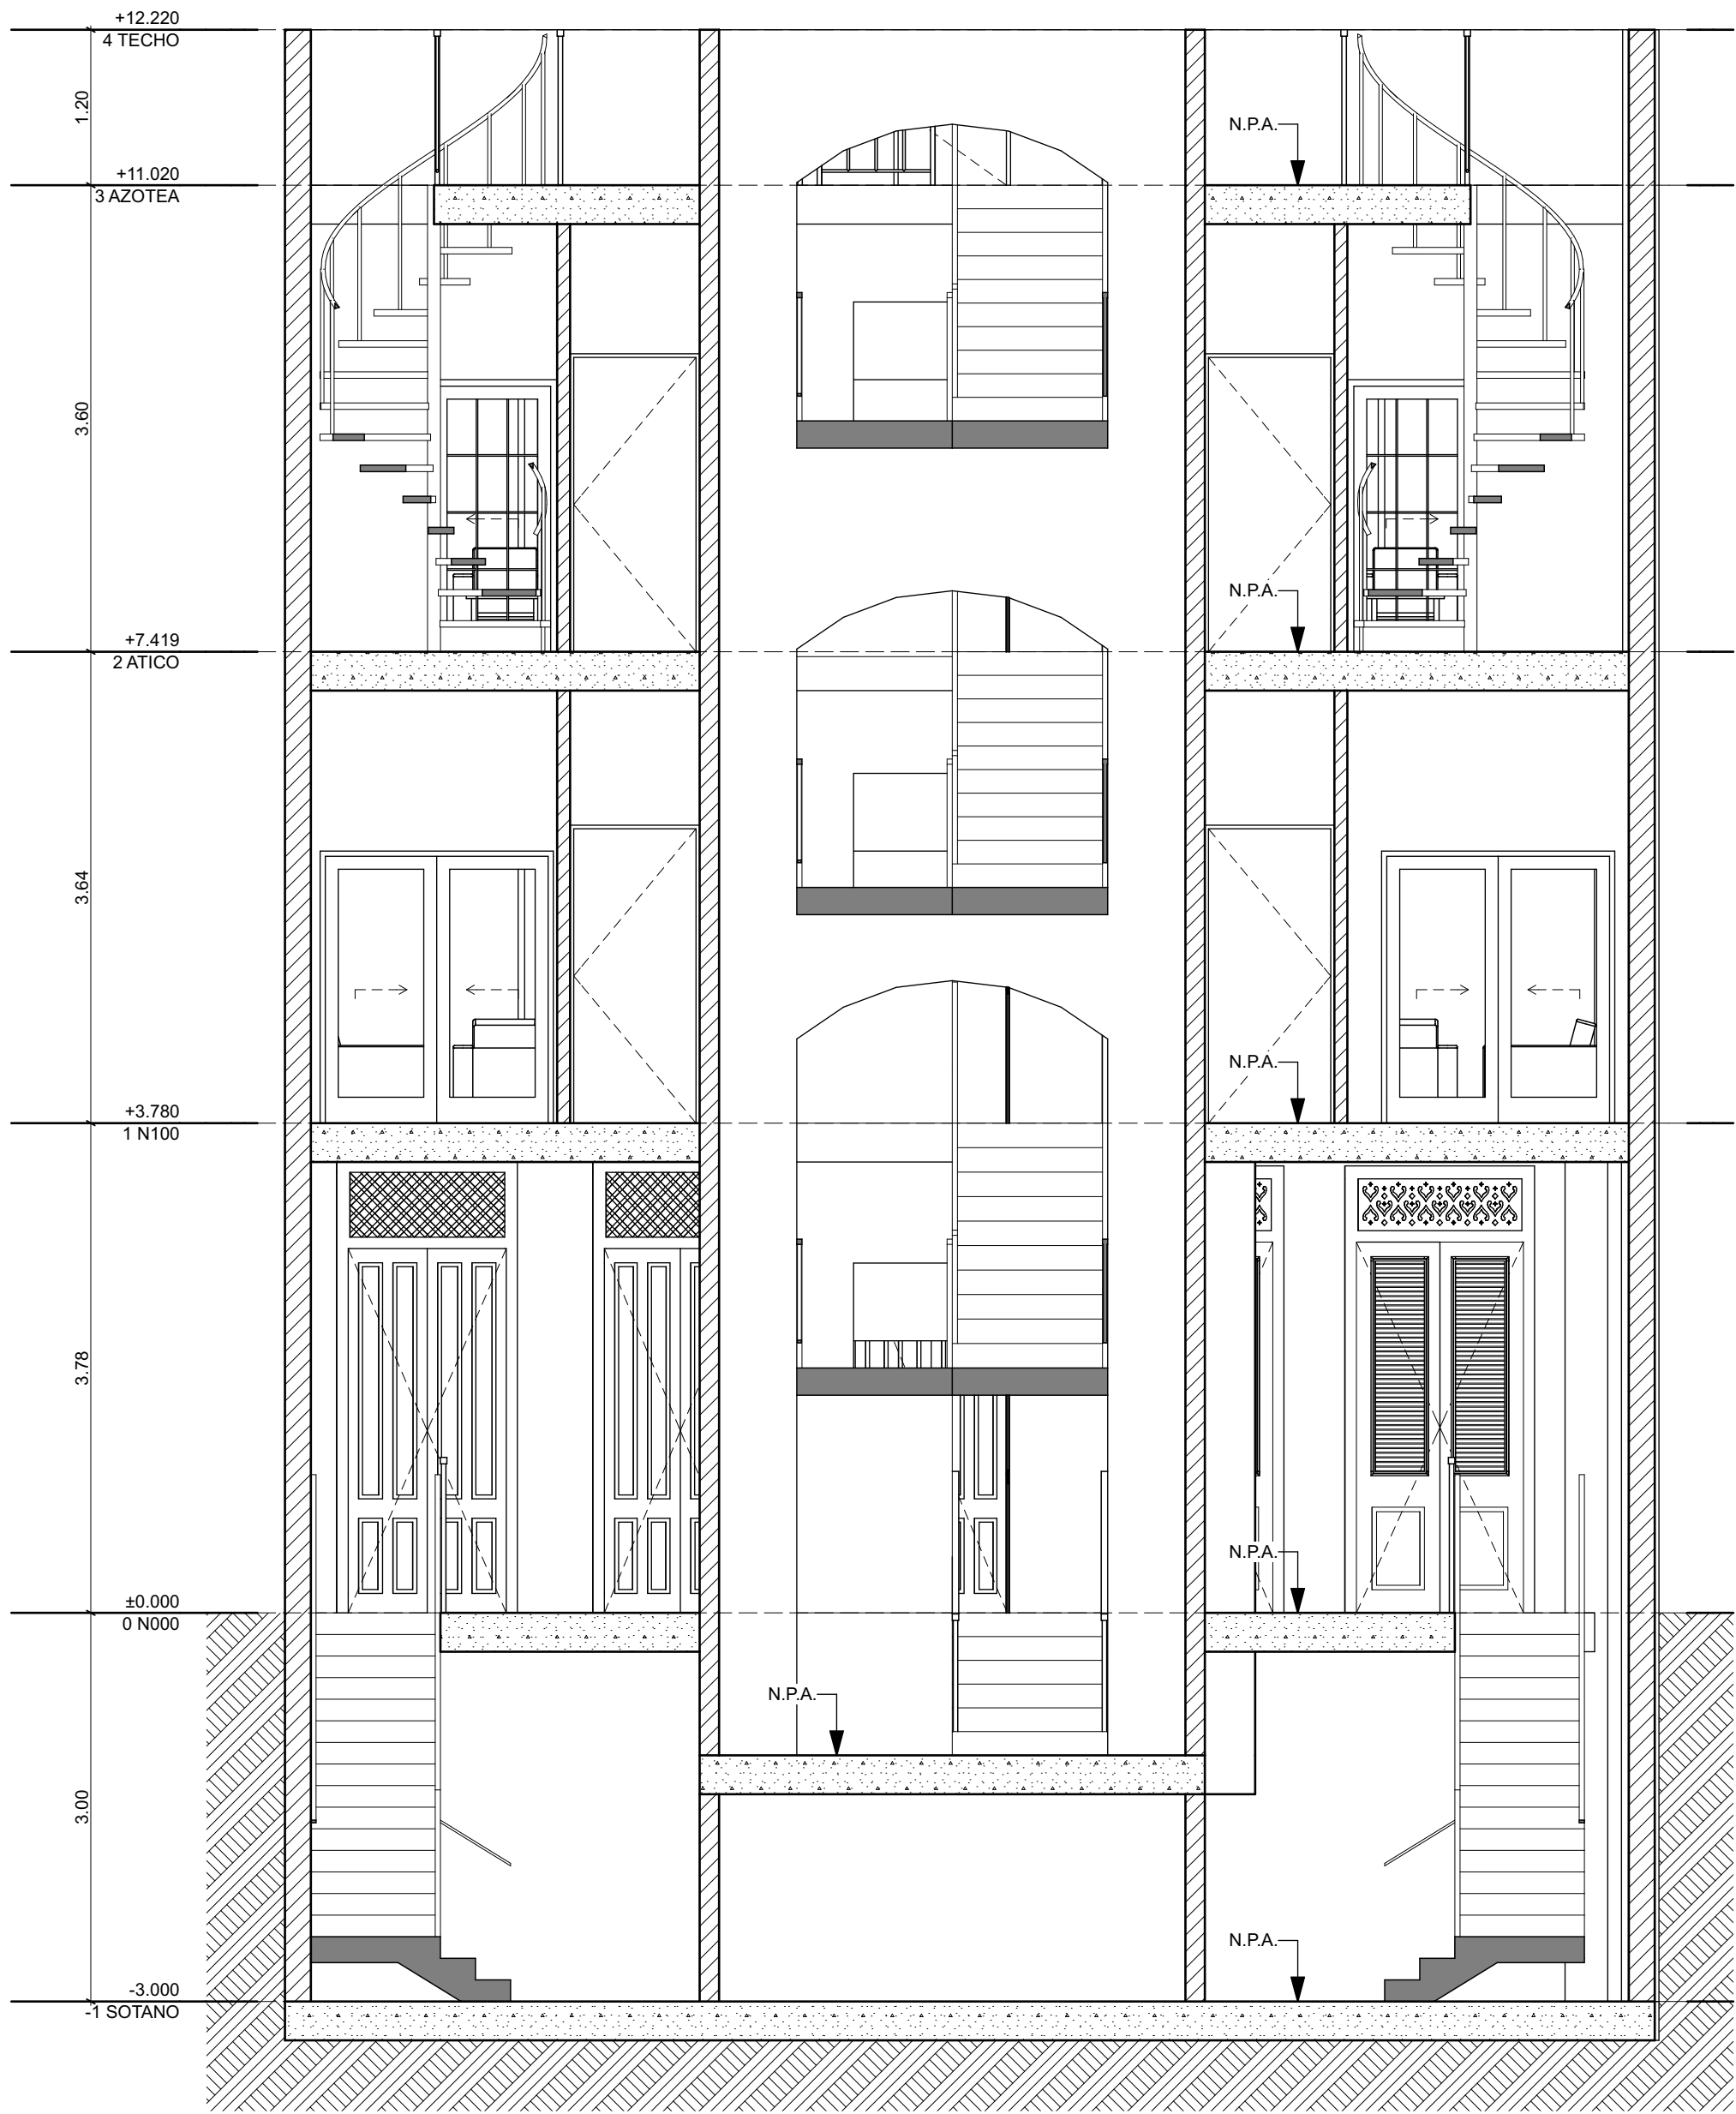 +12.220
4 TECHO
1.20
N.P.A.
+11.020
3 AZOTEA
3.60
N.P.A.
+7.419
2 ATICO
3.64
N.P.A.
+3.780
1 N100
3.78
N.P.A.
±0.000
0 N000
N.P.A.
3.00
N.P.A.
-3.000
-1 SOTANO